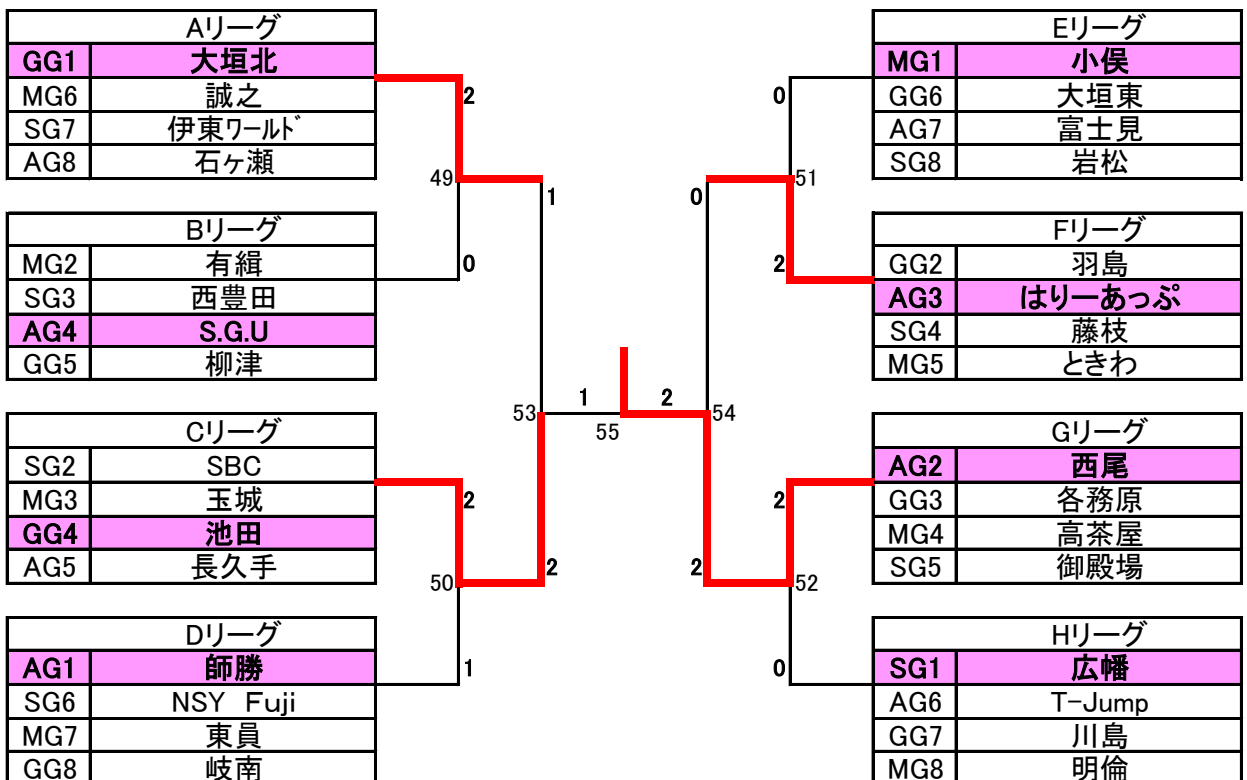 Aリーグ
GG1 大垣北
MG6 誠之
SG7 伊東ワールド
AG8 石ヶ瀬
Bリーグ
MG2 有緝
SG3 西豊田
AG4 S.G.U
GG5 柳津
Cリーグ
SG2 SBC
MG3 玉城
GG4 池田
AG5 長久手
Dリーグ
AG1 師勝
SG6 NSY Fuji
MG7 東員
GG8 岐南
2
49
1
0
53
2
50
2
1
1
55
2
0
0
51
2
54
2
2
52
0
Eリーグ
MG1 小俣
GG6 大垣東
AG7 富士見
SG8 岩松
Fリーグ
GG2 羽島
AG3 はりーあっぷ
SG4 藤枝
MG5 ときわ
Gリーグ
AG2 西尾
GG3 各務原
MG4 高茶屋
SG5 御殿場
Hリーグ
SG1 広幡
AG6 T-Jump
GG7 川島
MG8 明倫